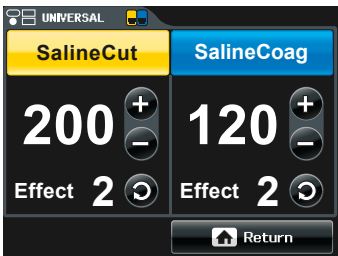 UNIVERSAL
SalineCut SalineCoag
200 + 120 +
− −
Effect 2 Effect 2
Return